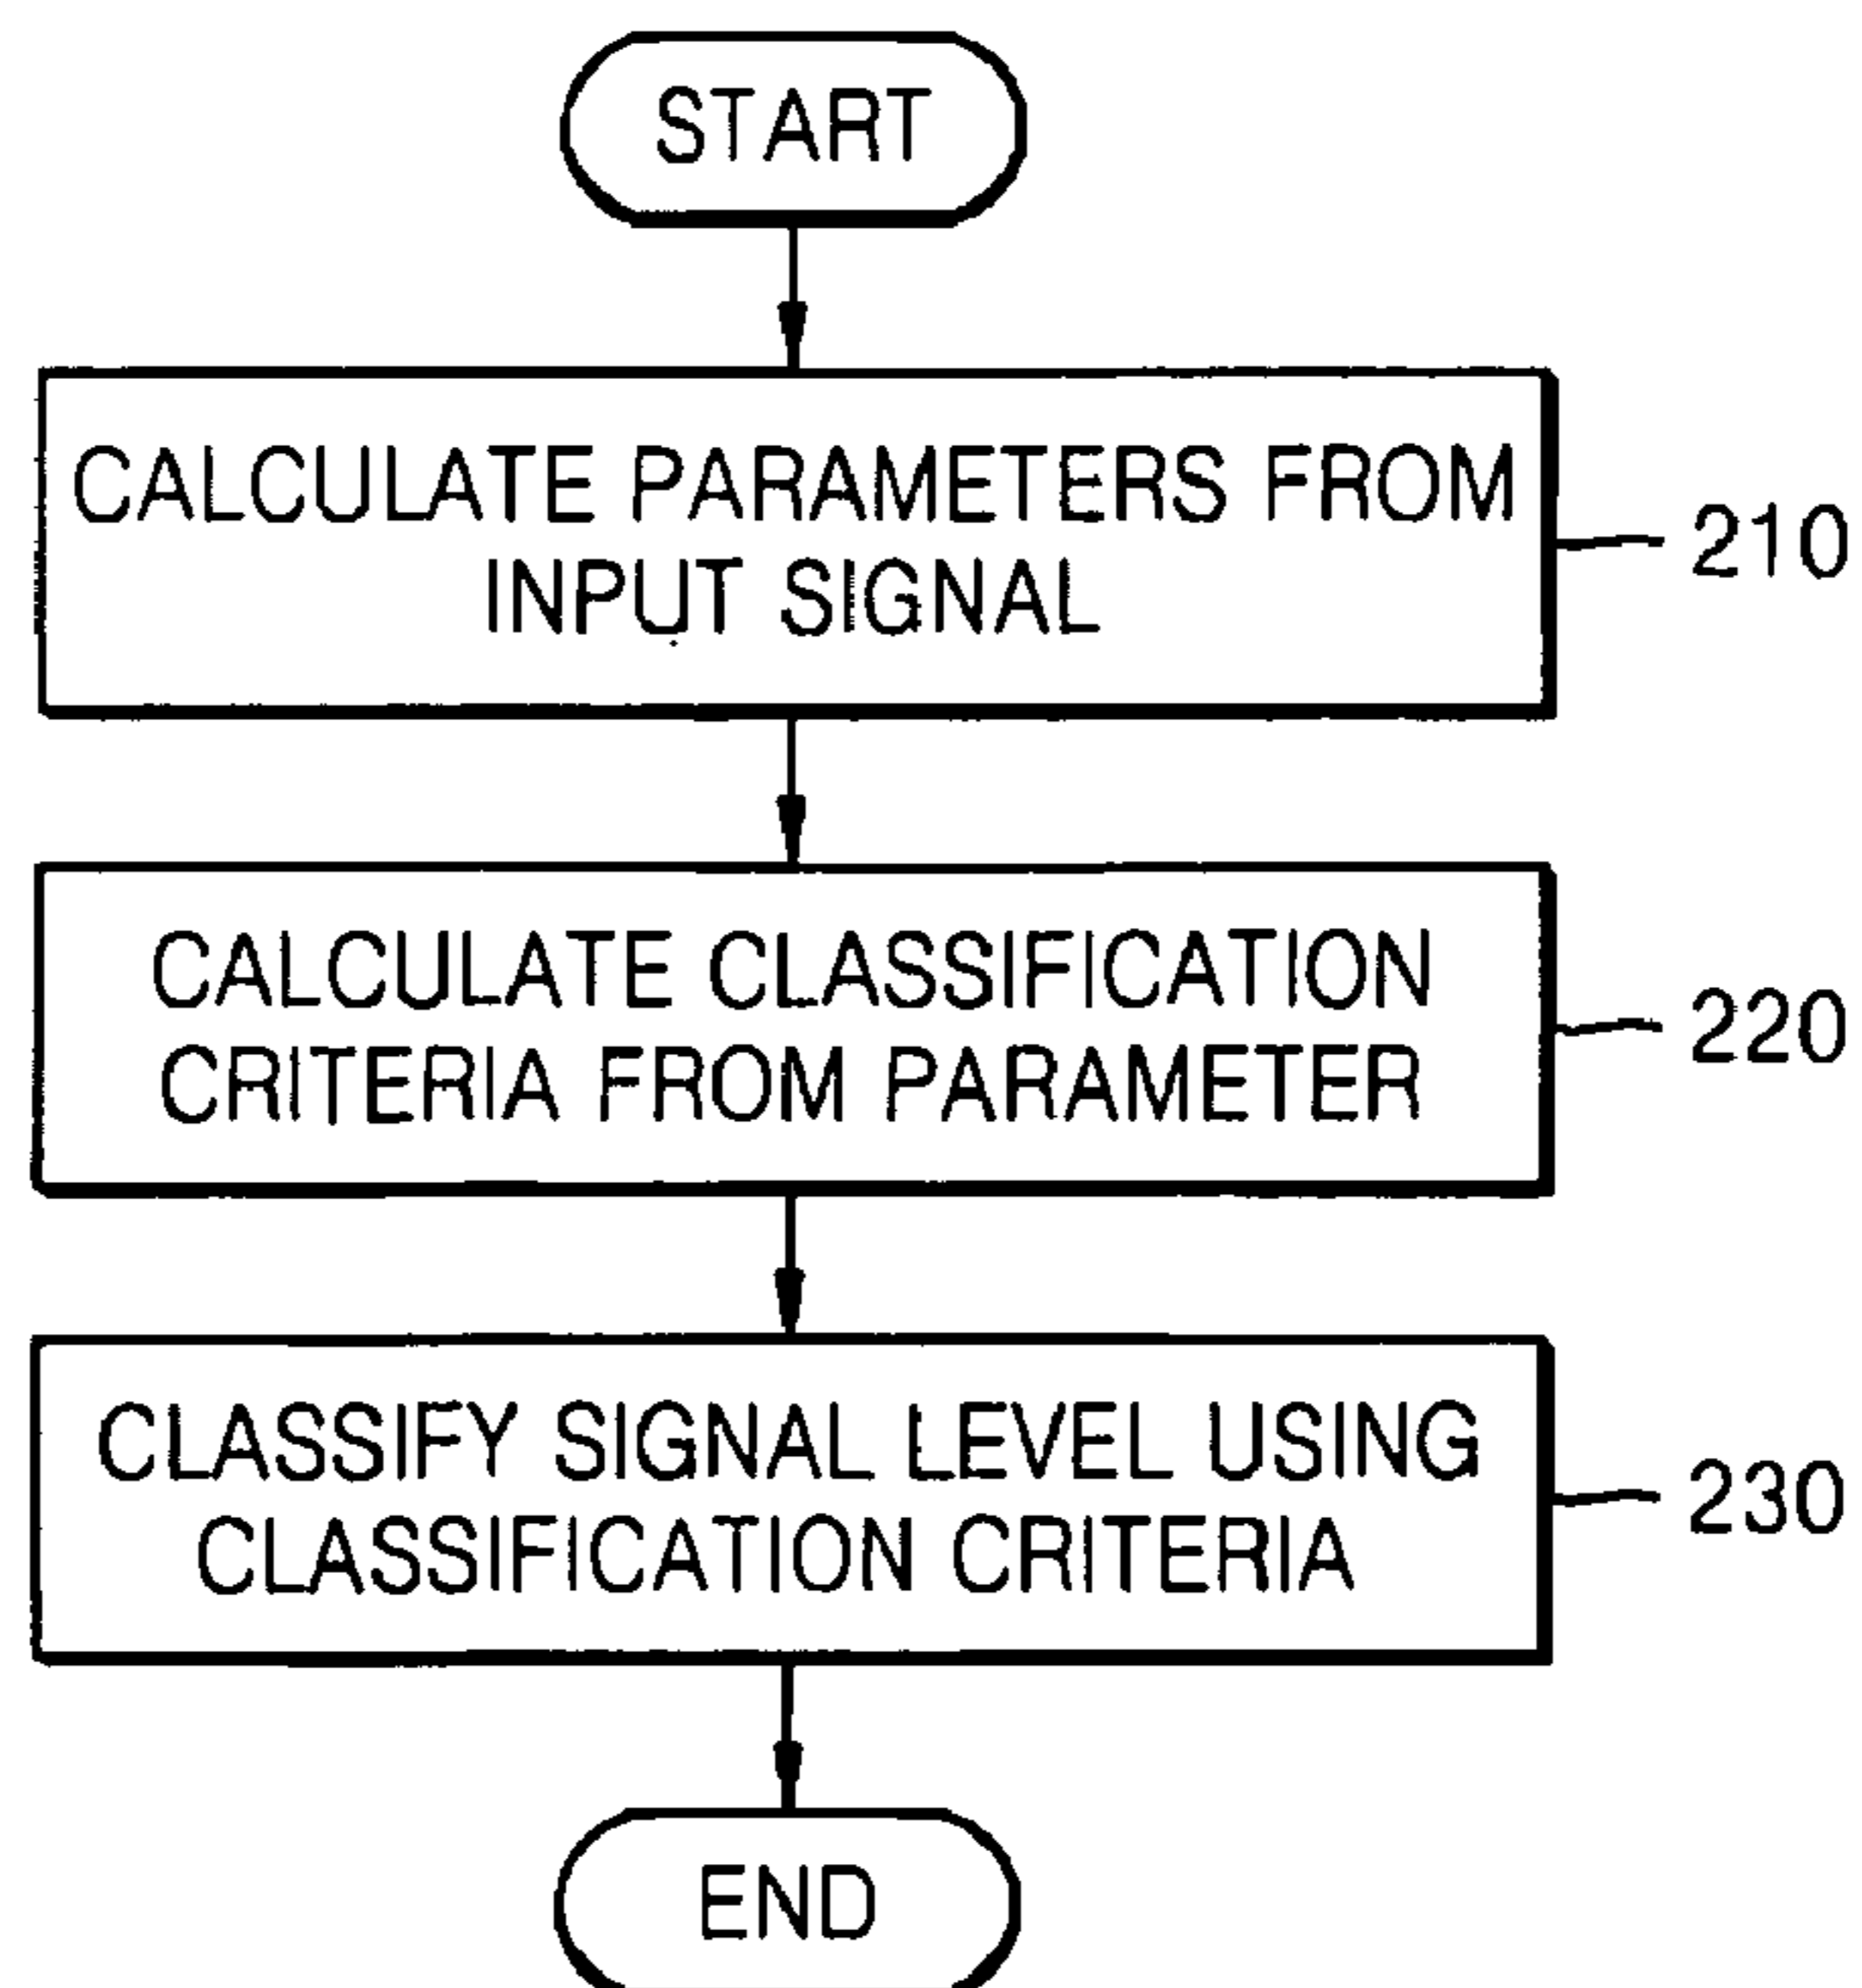 START
CALCULATE PARAMETERS FROM
INPUT SIGNAL
210
CALCULATE CLASSIFICATION
CRITERIA FROM PARAMETER
220
CLASSIFY SIGNAL LEVEL USING
CLASSIFICATION CRITERIA
230
END